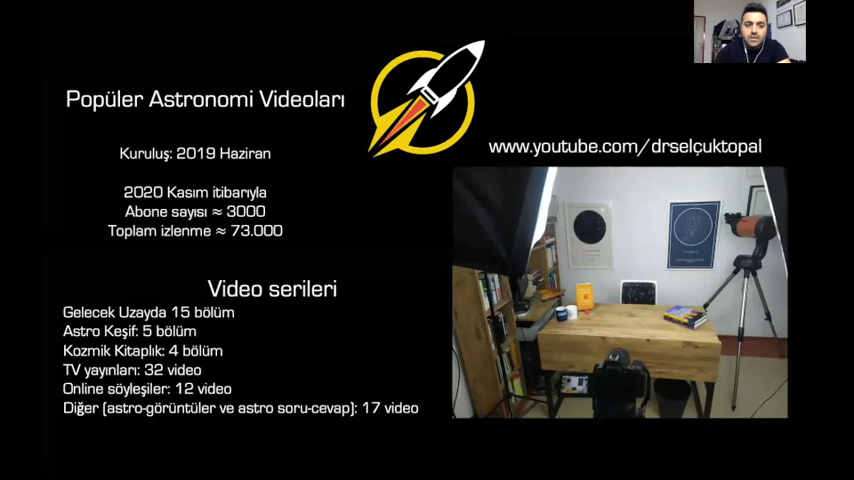 Popüler Astronomi Videoları
Kuruluş: 2019 Haziran
2020 Kasım itibarıyla
Abone sayısı ≈ 3000
Toplam izlenme ≈ 73.000
www.youtube.com/drselçuktopal
Video serileri
Gelecek Uzayda 15 bölüm
Astro Keşif: 5 bölüm
Kozmik Kitaplık: 4 bölüm
TV yayınları: 32 video
Online söyleşiler: 12 video
Diğer (astro-görüntüler ve astro soru-cevap): 17 video